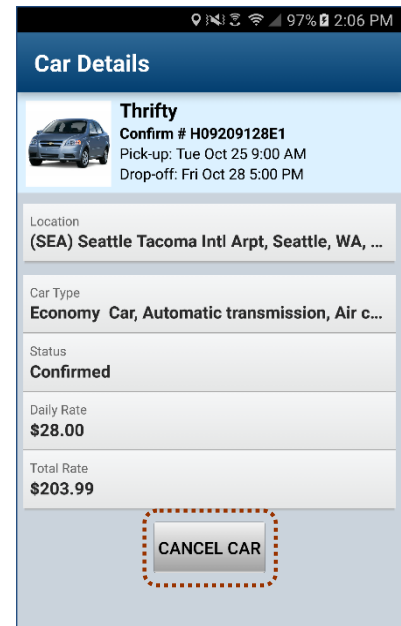 97% 2:06 PM
Car Details
Thrifty
Confirm # H09209128E1
Pick-up: Tue Oct 25 9:00 AM
Drop-off: Fri Oct 28 5:00 PM
Location
(SEA) Seattle Tacoma Intl Arpt, Seattle, WA, ...
Car Type
Economy Car, Automatic transmission, Air c...
Status
Confirmed
Daily Rate
$28.00
Total Rate
$203.99
CANCEL CAR